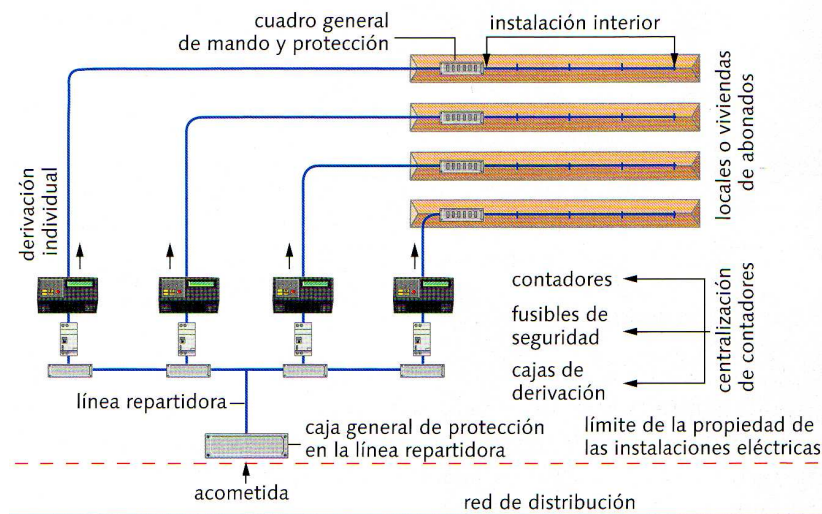 cuadro general
de mando y protección
instalación interior
locales o viviendas
de abonados
derivación
individual
contadores
fusibles de
seguridad
cajas de
derivación
centralización
de contadores
línea repartidora
caja general de protección
en la línea repartidora
límite de la propiedad de
las instalaciones eléctricas
acometida
red de distribución